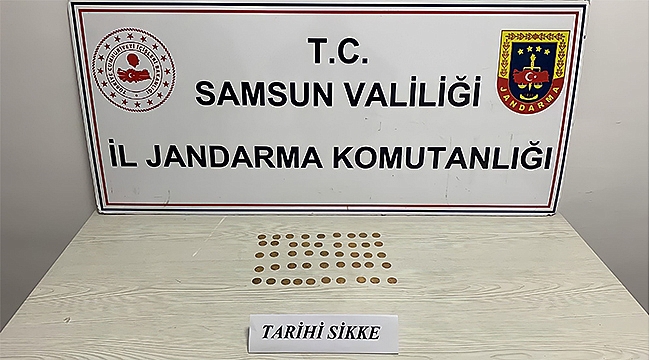 T.C.
SAMSUN VALİLİĞİ
İL JANDARMA KOMUTANLIĞI
JANDARMA
TARİHİ SİKKE